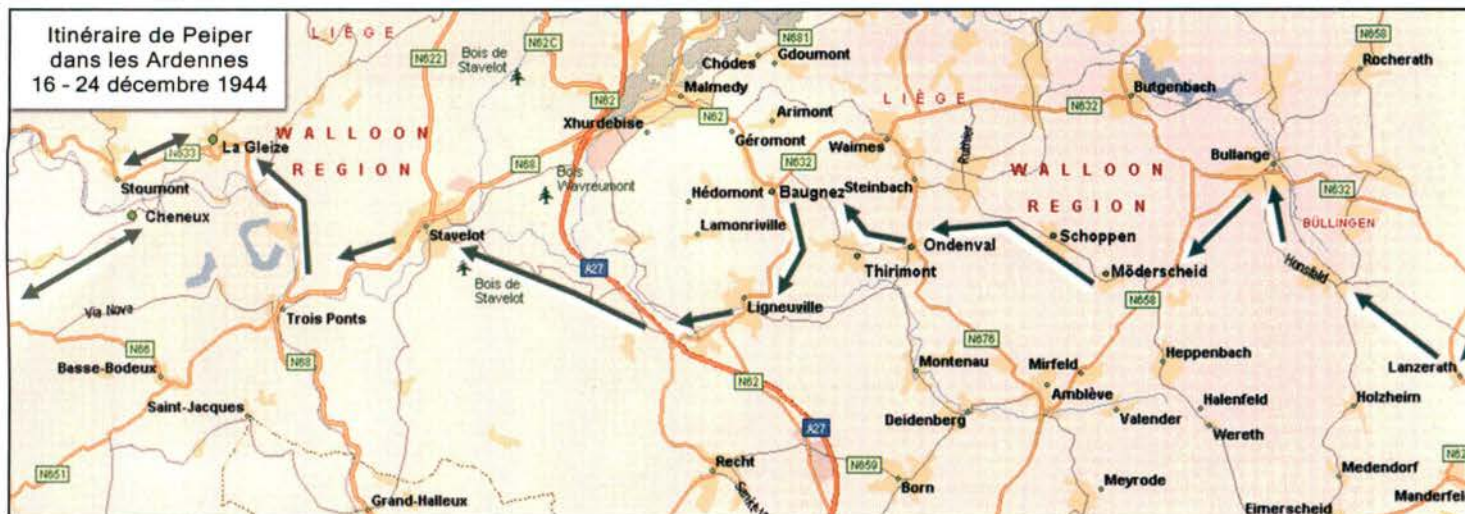 Itinéraire de Peiper
dans les Ardennes
16 - 24 décembre 1944
LIÈGE
N622
N62C
Bois de
Stavelot
N62
N681
Chôdes
Gdoumont
Malmedy
Xhurdebise
N62
Arimont
Géromont
LIÈGE
N632
Butgenbach
N658
Rocherath
WALLOON
REGION
N633
La Gleize
Stoumont
Cheneux
N68
Bois
Wavreumont
Hédomont
Lamonriville
N632
Baugnez
Waimes
Steinbach
WALLOON
REGION
Bullange
N632
BÜLLINGEN
Stavelot
Bois de
Stavelot
A27
Thirimont
Ondenval
Schoppen
Möderscheid
N658
Honsfeld
Via Nova
Trois Ponts
Ligneuville
N66
Basse-Bodeux
N68
N62
Montenau
N676
Mirfeld
Amblève
Heppenbach
Lanzerath
Saint-Jacques
A27
Deidenberg
Valender
Halenfeld
Wereth
Holzheim
N651
Grand-Halleux
Recht
N659
Born
Meyrode
Medendorf
Eimerscheid
Manderfeld